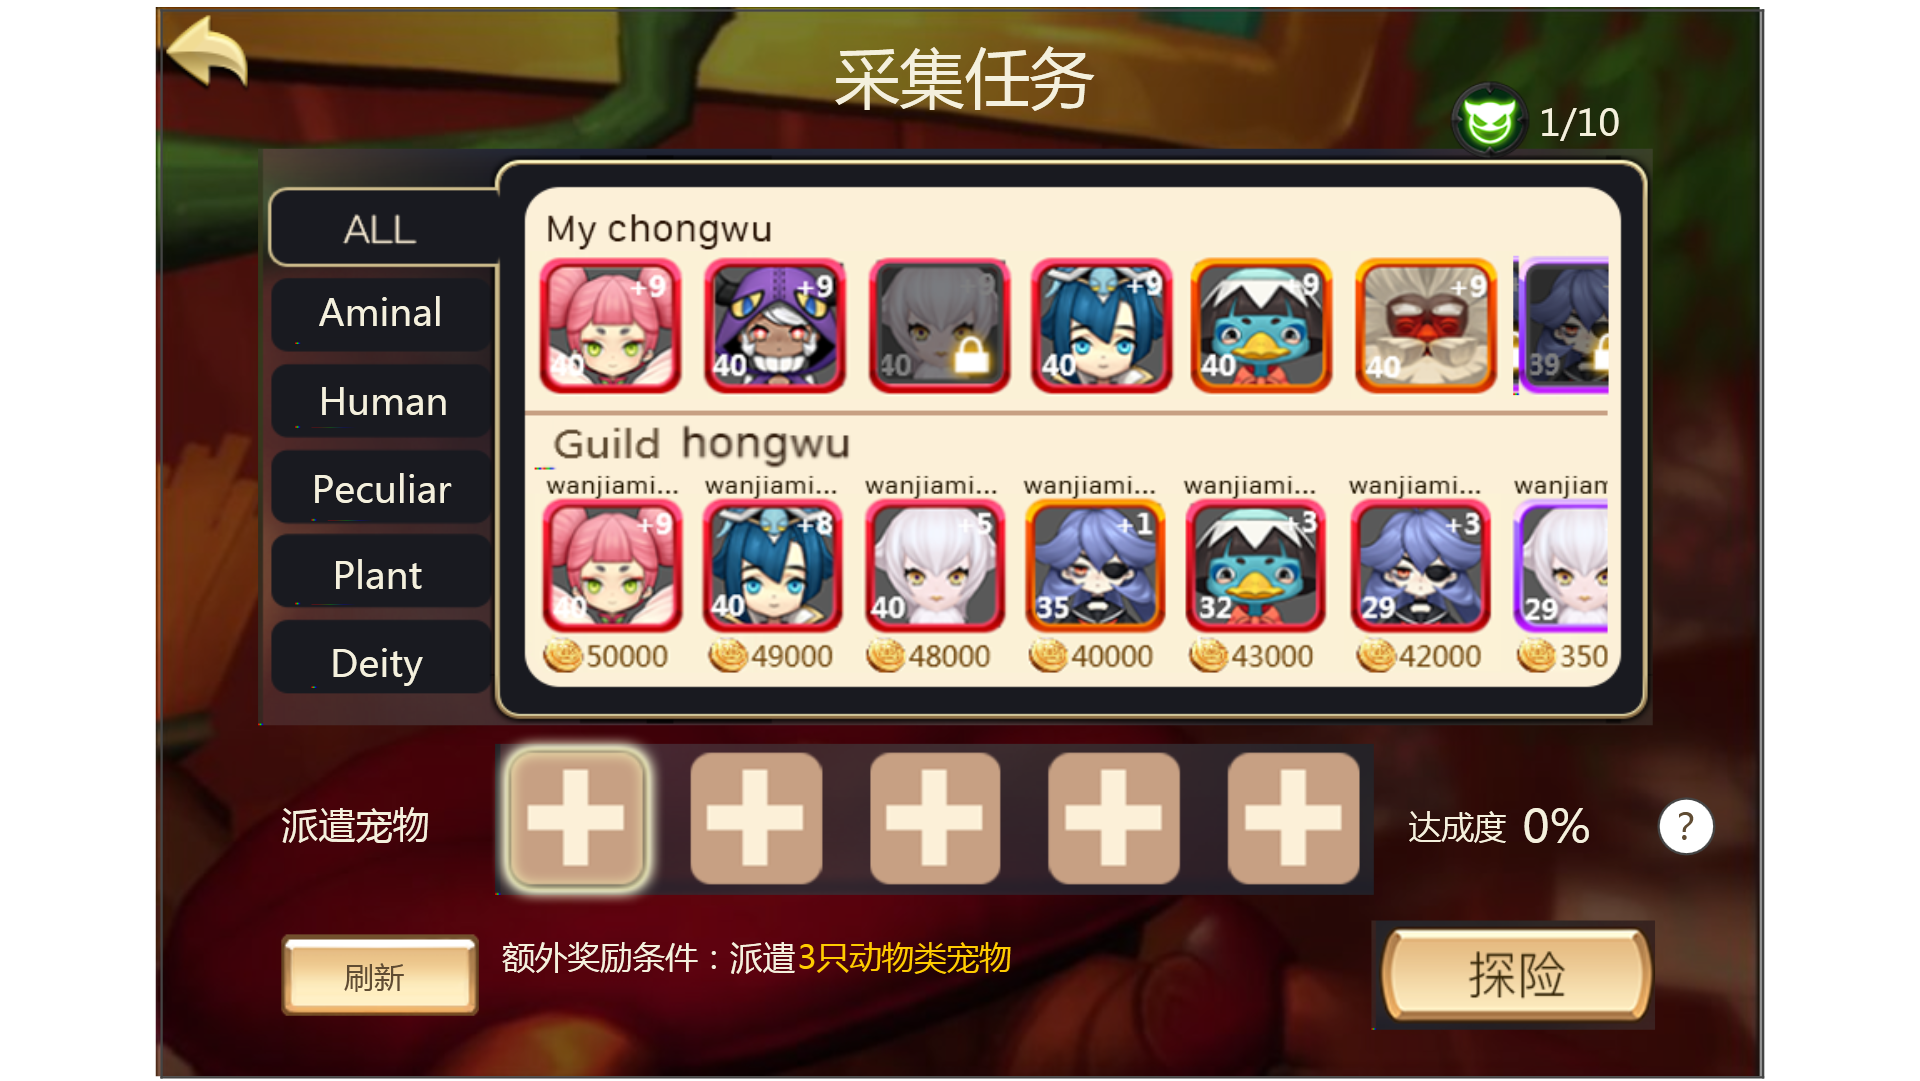 采集任务
1/10
ALL
Aminal
Human
Peculiar
Plant
Deity
My chongwu
+9 +9 +9 +9 +9
40 40 40 40 40 40 39
Guild hongwu
wanjiami... wanjiami... wanjiami... wanjiami... wanjiami... wanjiami... wanjiam
+9 +8 +5 +1 +3 +3
40 40 40 35 32 29 29
50000 49000 48000 40000 43000 42000 350
派遣宠物
达成度 0%
?
刷新
额外奖励条件：派遣3只动物类宠物
探险